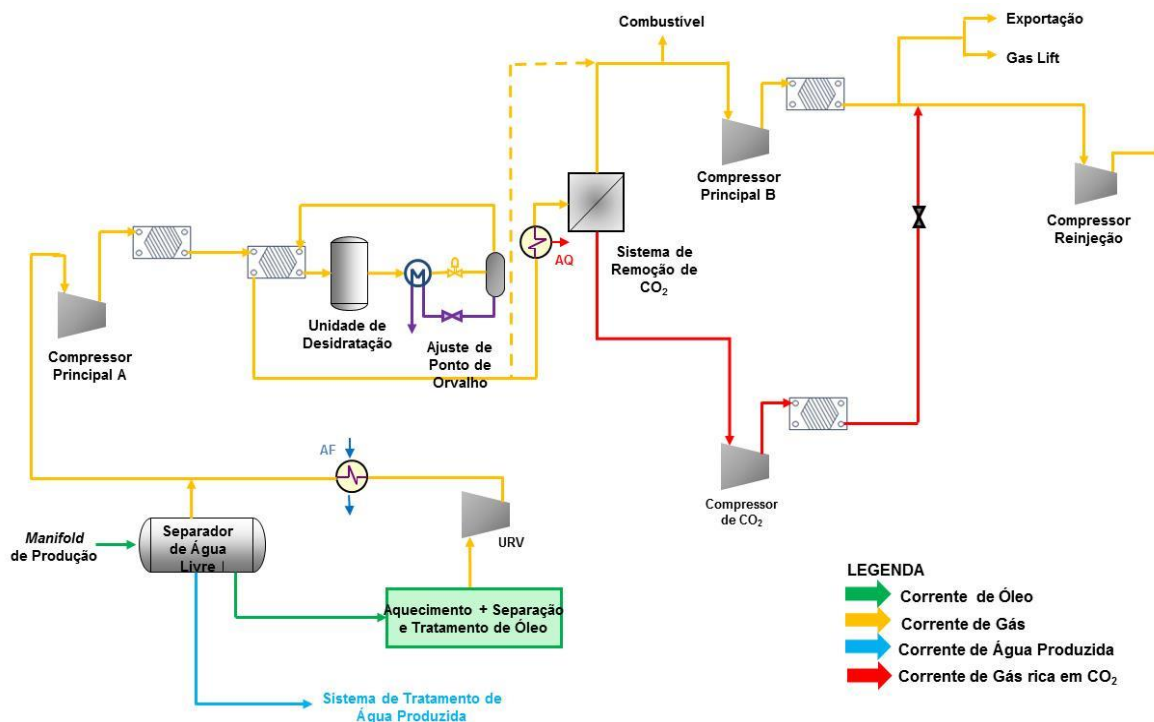 Combustível
Exportação
Gas Lift
Compressor
Principal B
Compressor
Reinjeção
Sistema de
Remoção de
CO₂
AQ
Unidade de
Desidratação
Ajuste de
Ponto de
Orvalho
Compressor
Principal A
AF
Compressor
de CO₂
URV
Manifold
de Produção
Separador
de Água
Livre
Aquecimento + Separação
e Tratamento de Óleo
Sistema de Tratamento de
Água Produzida
LEGENDA
Corrente de Óleo
Corrente de Gás
Corrente de Água Produzida
Corrente de Gás rica em CO₂